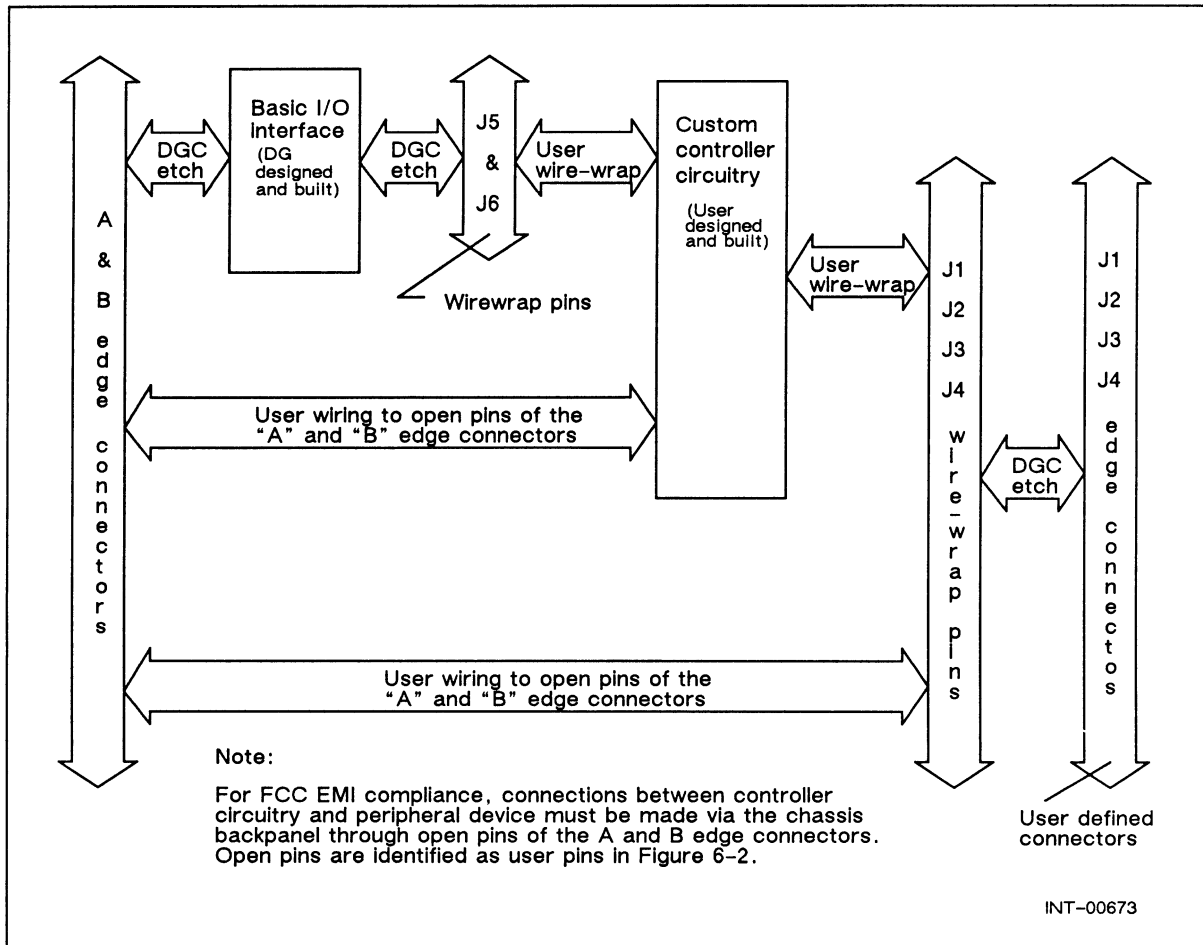 A & B edge connectors
DGC
etch
Basic I/O
interface
(DG
designed
and built)
DGC
etch
J5
&
J6
Wirewrap pins
User
wire-wrap
Custom
controller
circuitry
(User
designed
and built)
User
wire-wrap
J1
J2
J3
J4
wire-wrap pins
DGC
etch
J1
J2
J3
J4
edge connectos
User wiring to open pins of the
“A” and “B” edge connectors
User wiring to open pins of the
“A” and “B” edge connectors
User defined
connectors
Note:
For FCC EMI compliance, connections between controller
circuitry and peripheral device must be made via the chassis
backpanel through open pins of the A and B edge connectors.
Open pins are identified as user pins in Figure 6-2.
INT-00673